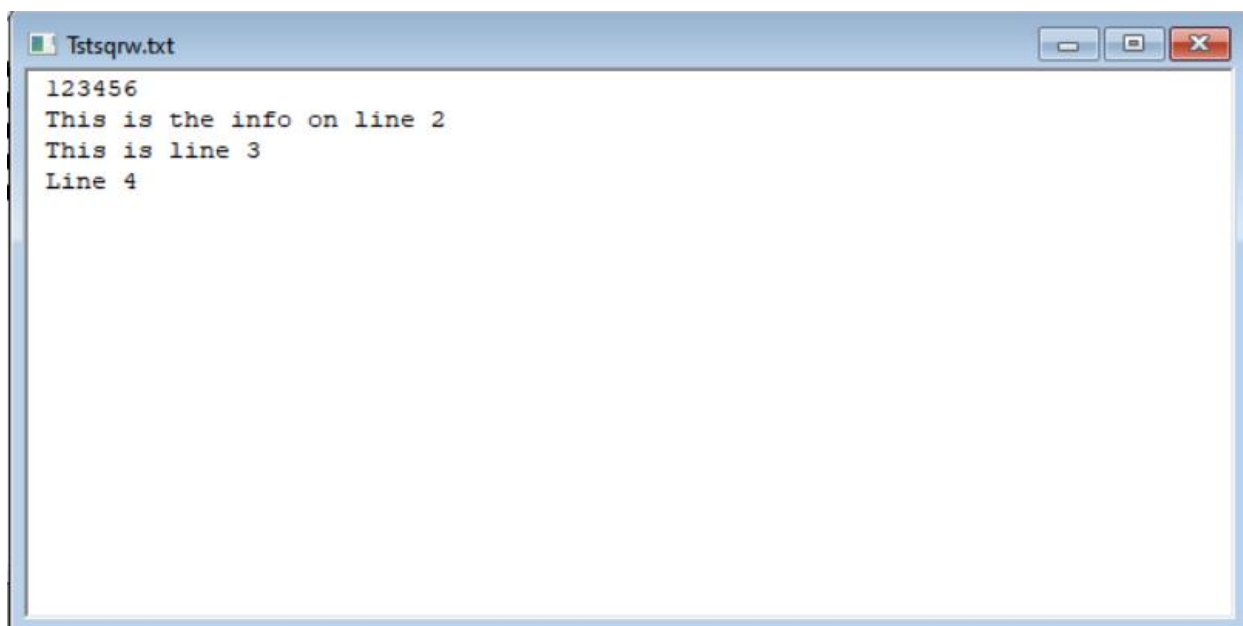 Tstsqrw.txt
123456
This is the info on line 2
This is line 3
Line 4